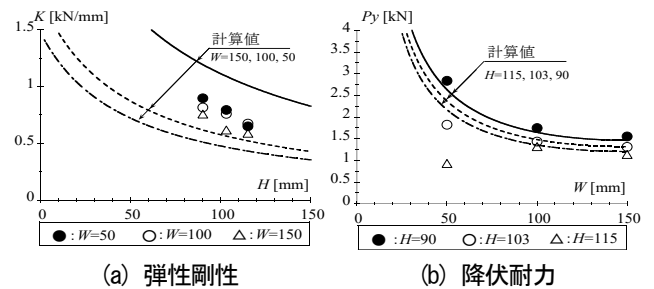 K [kN/mm]
1.5
1
0.5
0
計算値
W=150, 100, 50
H [mm]
0 50 100 150
●: W=50 ○: W=100 △: W=150
(a) 弾性剛性
Py [kN]
4
3.5
3
2.5
2
1.5
1
0.5
0
計算値
H=115, 103, 90
W [mm]
0 50 100 150
●: H=90 ○: H=103 △: H=115
(b) 降伏耐力